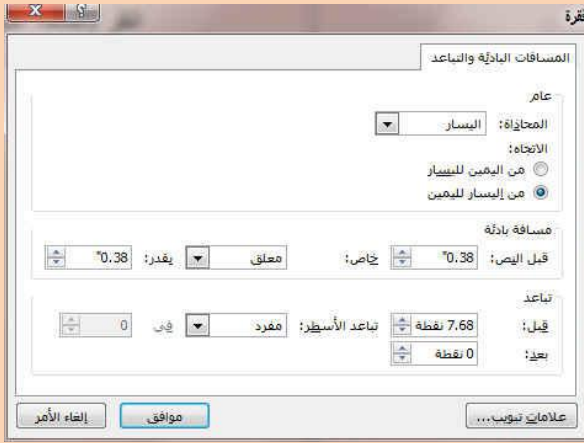 فقرة
المسافات البادئة والتباعد
عام
المحاذاة: اليسار
الاتجاه:
من اليمين لليسار
من اليسار لليمين
مسافة بادئة
قبل النص: 0.38" خاص: معلق بقدر: 0.38"
تباعد
قبل: 7.68 نقطة تباعد الأسطر: مفرد في 0
بعد: 0 نقطة
علامات تبويب... موافق إلغاء الأمر